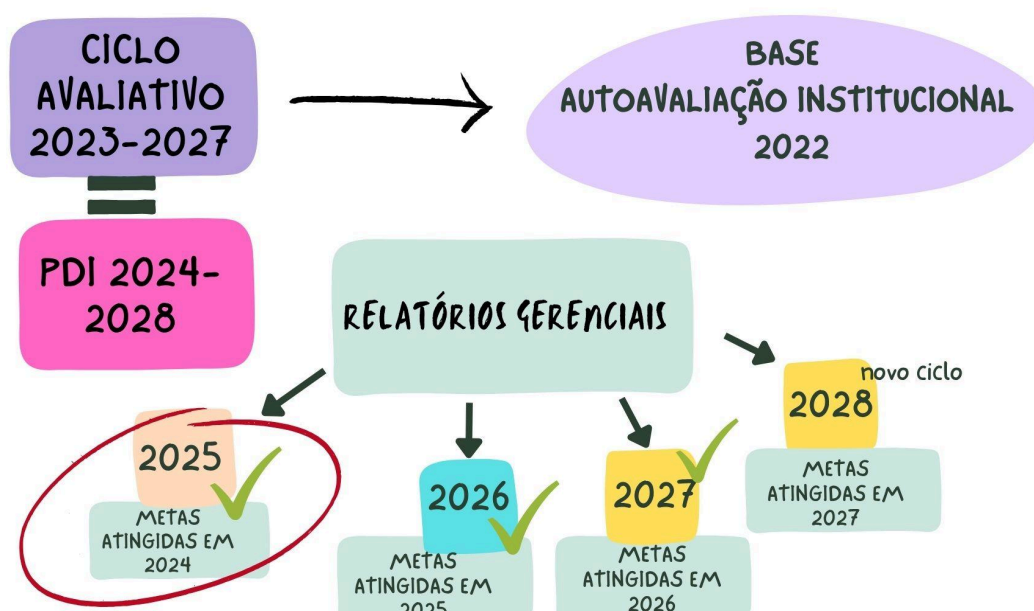 CICLO
AVALIATIVO
2023-2027
BASE
AUTOAVALIAÇÃO INSTITUCIONAL
2022
PDI 2024-
2028
RELATÓRIOS GERENCIAIS
2025
METAS
ATINGIDAS EM
2024
2026
METAS
ATINGIDAS EM
2025
2027
METAS
ATINGIDAS EM
2026
novo ciclo
2028
METAS
ATINGIDAS EM
2027